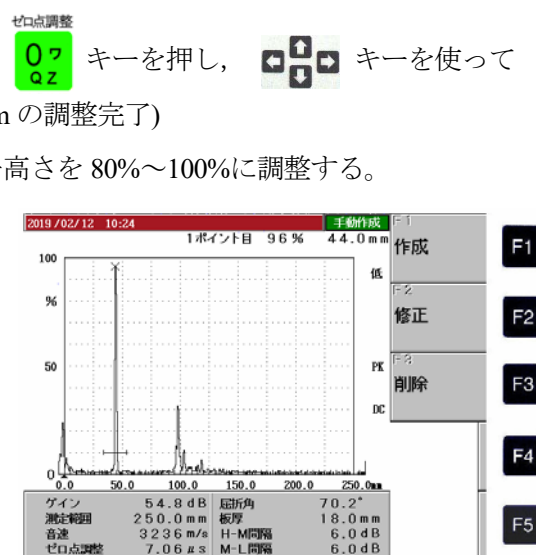 ゼロ点調整
0 ワ
QZ キーを押し, キーを使って
の調整完了)
高さを 80%～100%に調整する。
2019/02/12 10:24 手動作成
1ポイント目 96% 44.0mm
F-1
作成
F1
100
低
%
F-2
修正
F2
50
PK
F-3
削除
F3
DC
F4
0
0.0 50.0 100.0 150.0 200.0 250.0mm
ゲイン 54.8dB 屈折角 70.2°
測定範囲 250.0mm 板厚 18.0mm
F5
音速 3236m/s H-M間隔 6.0dB
ゼロ点調整 7.06μs M-L間隔 6.0dB